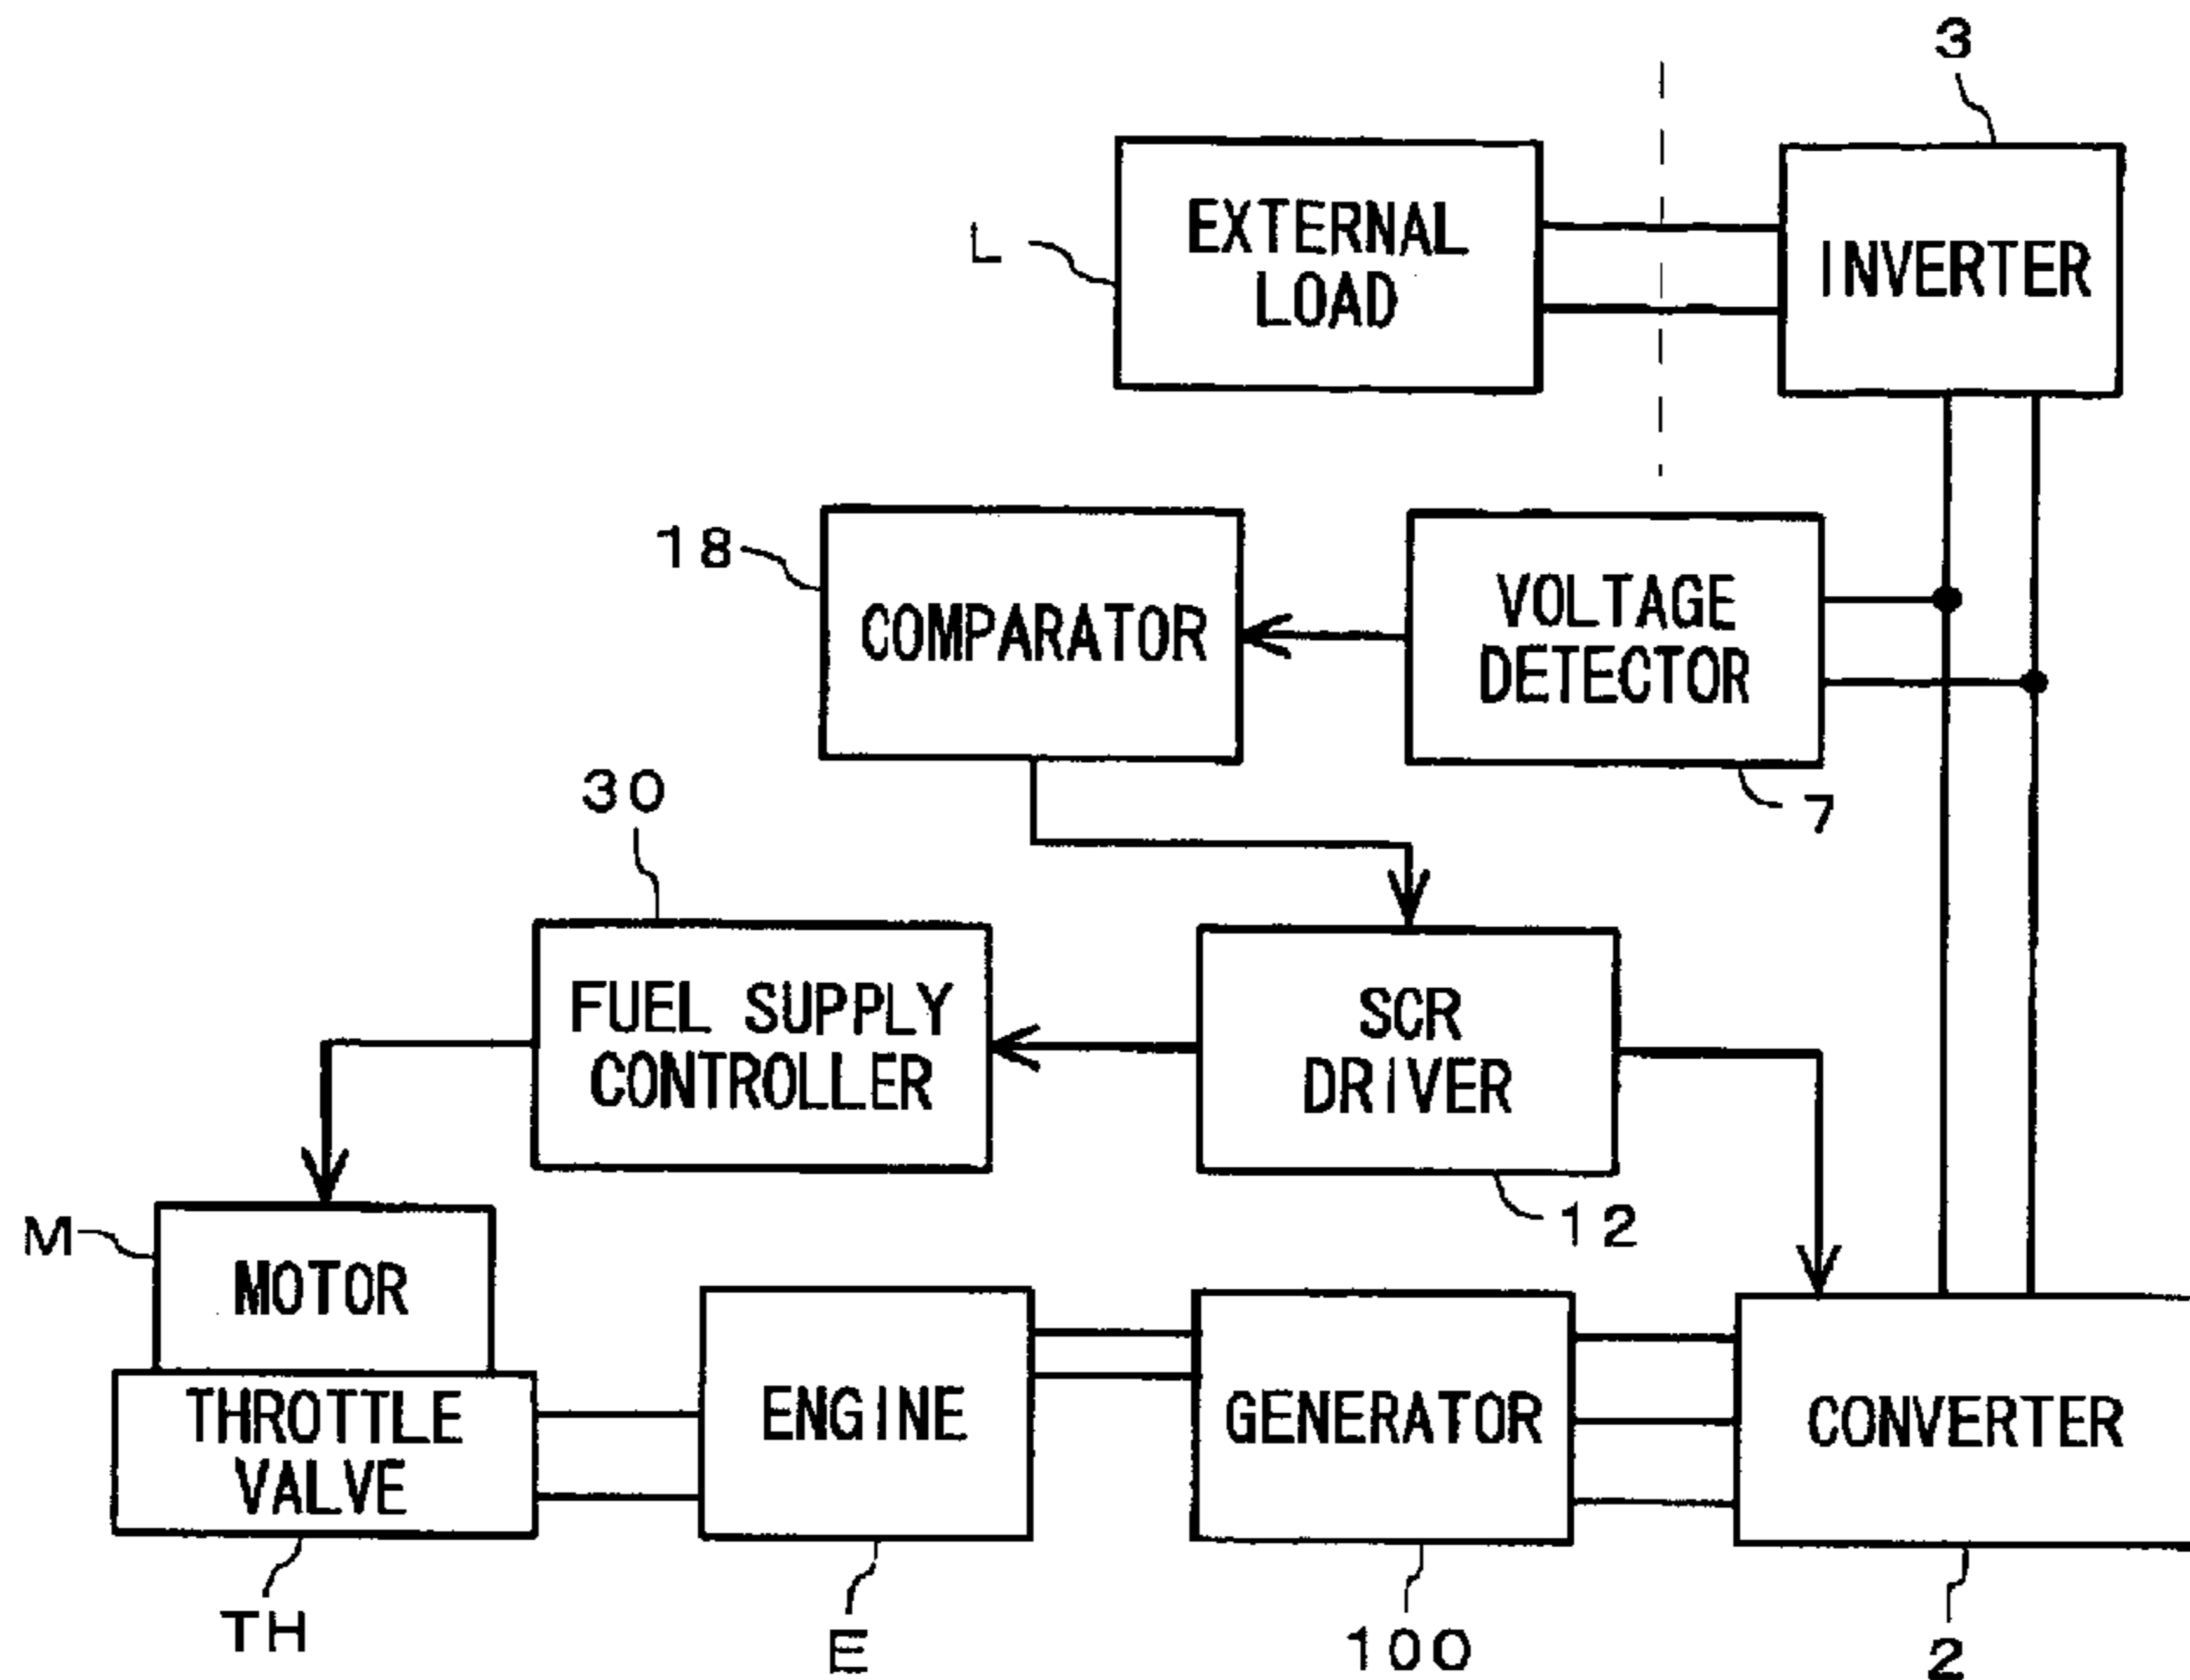 3
L
EXTERNAL
LOAD
INVERTER
18
COMPARATOR
VOLTAGE
DETECTOR
7
30
FUEL SUPPLY
CONTROLLER
SCR
DRIVER
12
M
MOTOR
THROTTLE
VALVE
ENGINE
GENERATOR
CONVERTER
TH
E
100
2